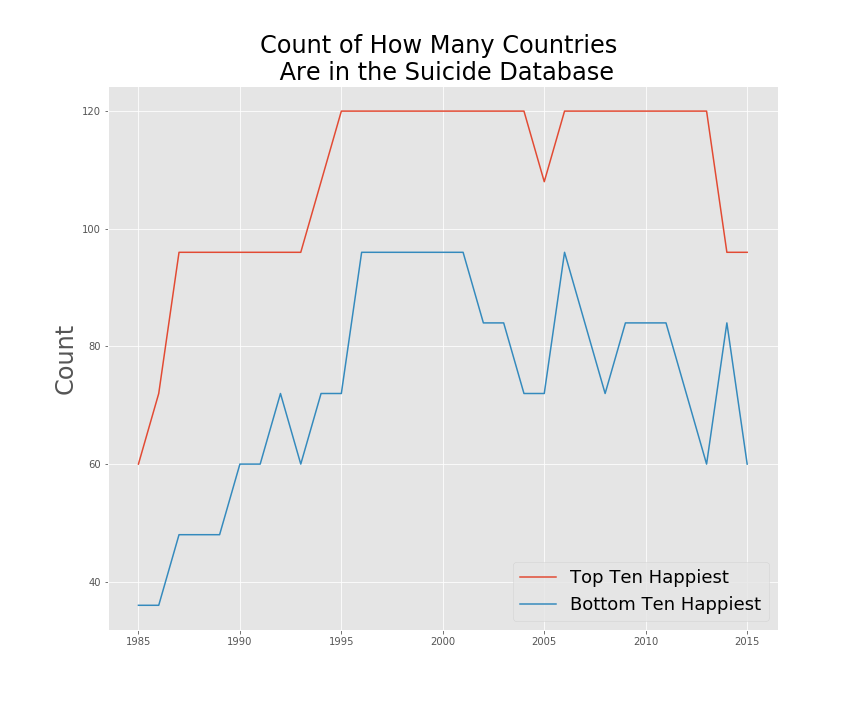 Count of How Many Countries
Are in the Suicide Database
120
100
80
60
40
Count
1985
1990
1995
2000
2005
2010
2015
Top Ten Happiest
Bottom Ten Happiest